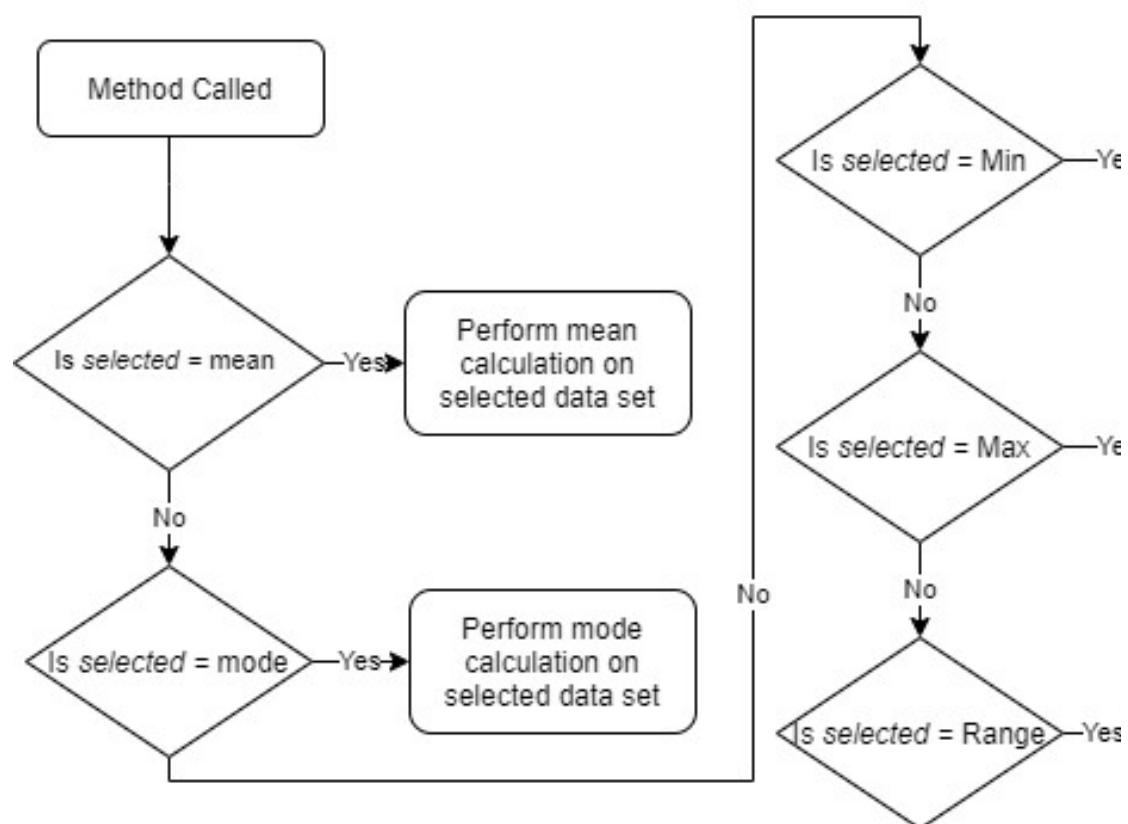 Method Called
Is selected = mean
Yes
Perform mean
calculation on
selected data set
No
Is selected = mode
Yes
Perform mode
calculation on
selected data set
No
Is selected = Min
Ye
No
Is selected = Max
Ye
No
Is selected = Range
Yes